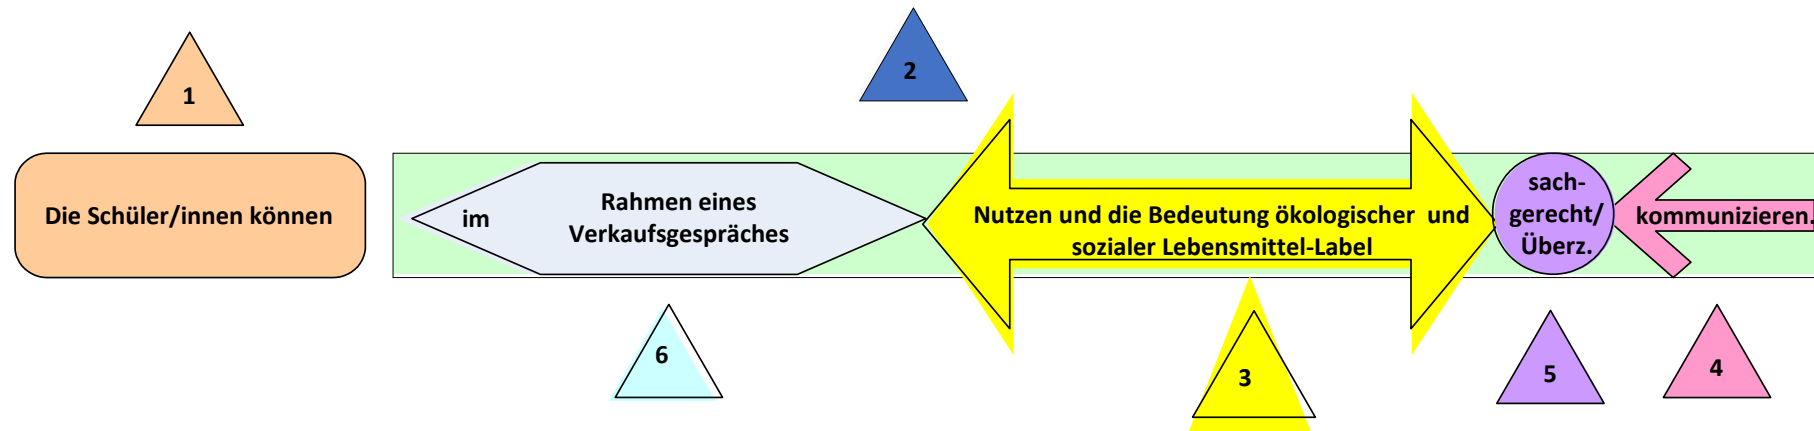 1
2
Die Schüler/innen können
im
Rahmen eines
Verkaufsgespräches
Nutzen und die Bedeutung ökologischer und
sozialer Lebensmittel-Label
sach-
gerecht/
Überz.
kommunizieren.
6
3
5
4